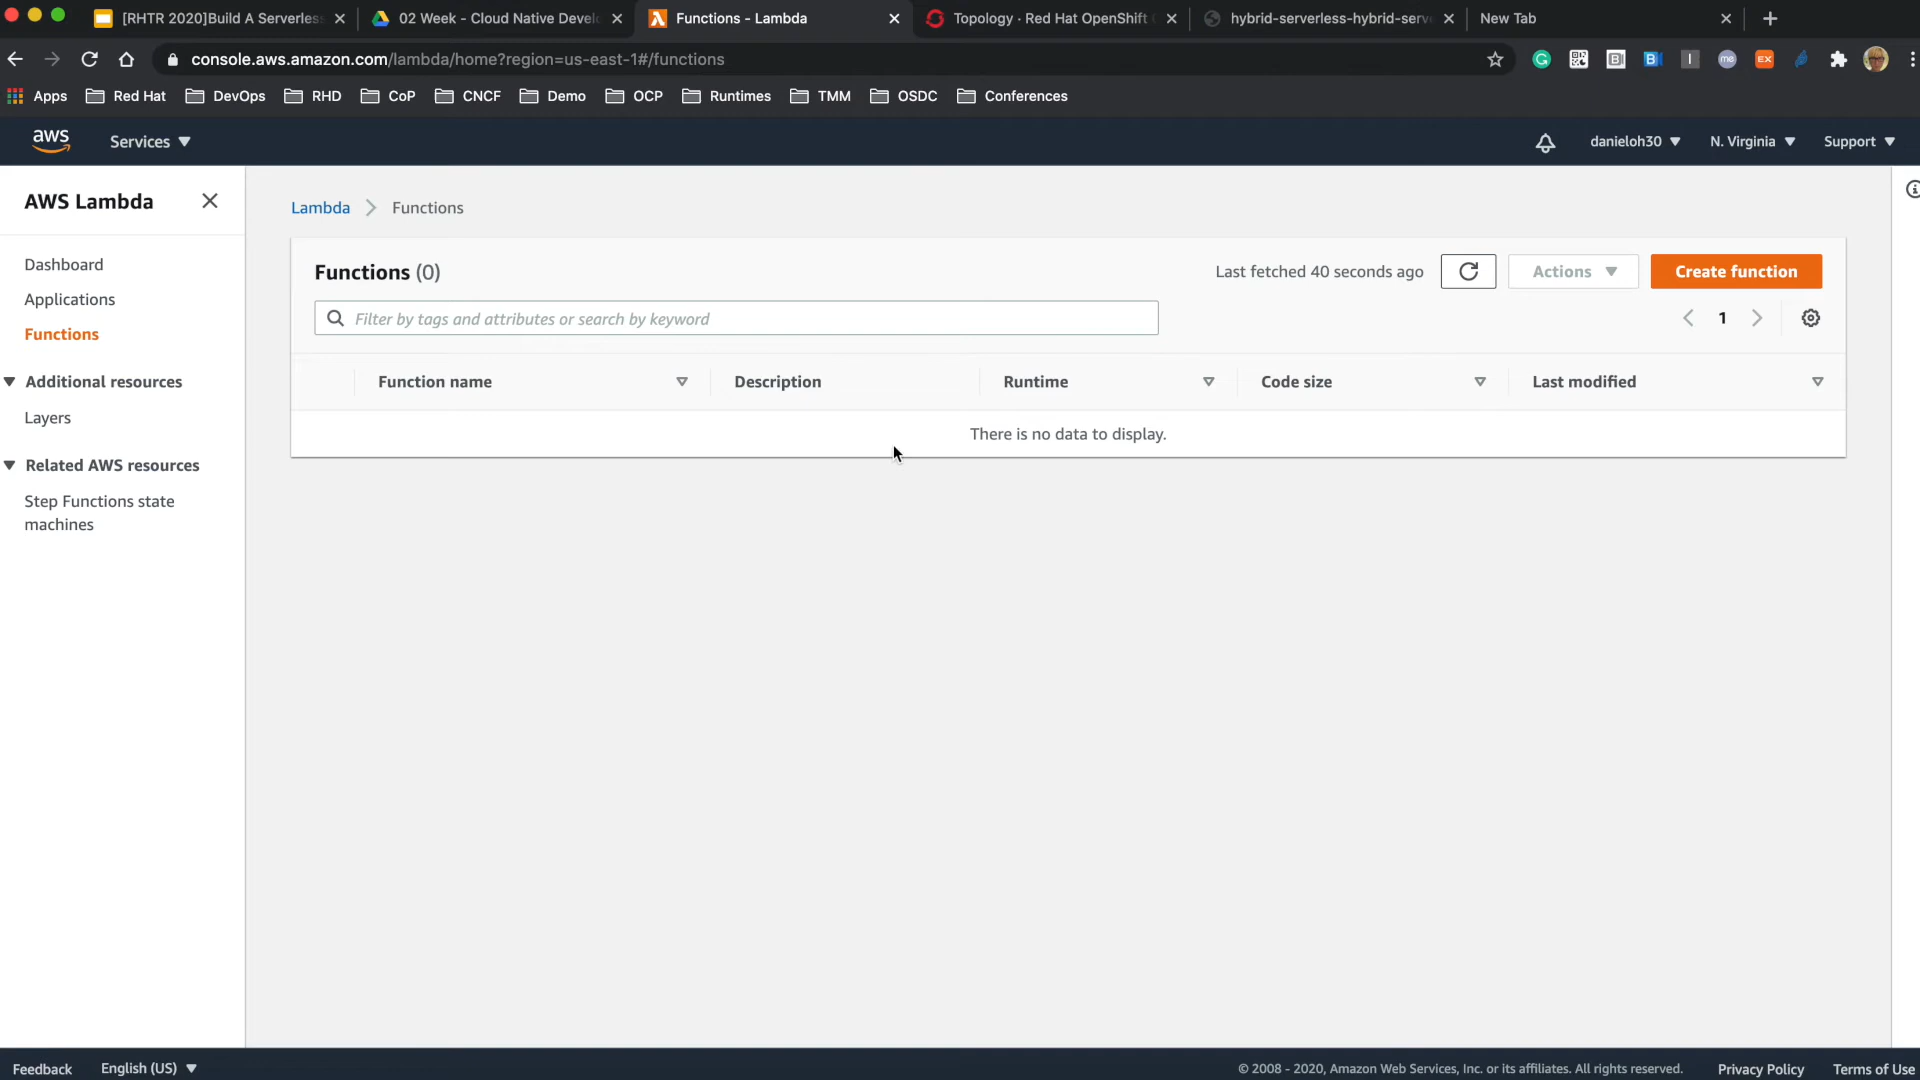 [RHTR 2020]Build A Serverless
02 Week - Cloud Native Devel
Functions - Lambda
Topology · Red Hat OpenShift
hybrid-serverless-hybrid-serv
New Tab
console.aws.amazon.com/lambda/home?region=us-east-1#/functions
Apps
Red Hat
DevOps
RHD
CoP
CNCF
Demo
OCP
Runtimes
TMM
OSDC
Conferences
aws
Services
danieloh30
N. Virginia
Support
AWS Lambda
Dashboard
Applications
Functions
Additional resources
Layers
Related AWS resources
Step Functions state
machines
Lambda
Functions
Functions (0)
Last fetched 40 seconds ago
Actions
Create function
Filter by tags and attributes or search by keyword
1
Function name
Description
Runtime
Code size
Last modified
There is no data to display.
Feedback
English (US)
© 2008 - 2020, Amazon Web Services, Inc. or its affiliates. All rights reserved.
Privacy Policy
Terms of Use